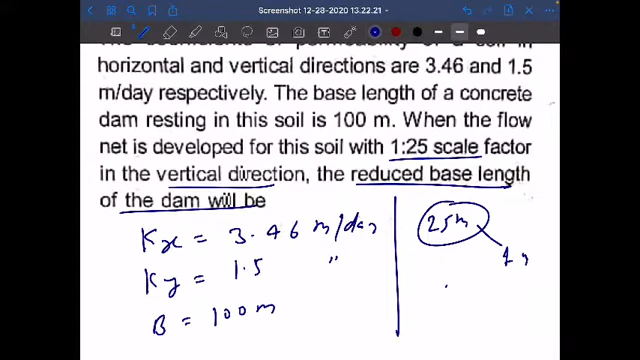 Screenshot 12-28-2020 13.22.21
horizontal and vertical directions are 3.46 and 1.5
m/day respectively. The base length of a concrete
dam resting in this soil is 100 m. When the flow
net is developed for this soil with 1:25 scale factor
in the vertical direction, the reduced base length
of the dam will be
Kx = 3.46 m/day
Ky = 1.5 "
B = 100 m
25 m